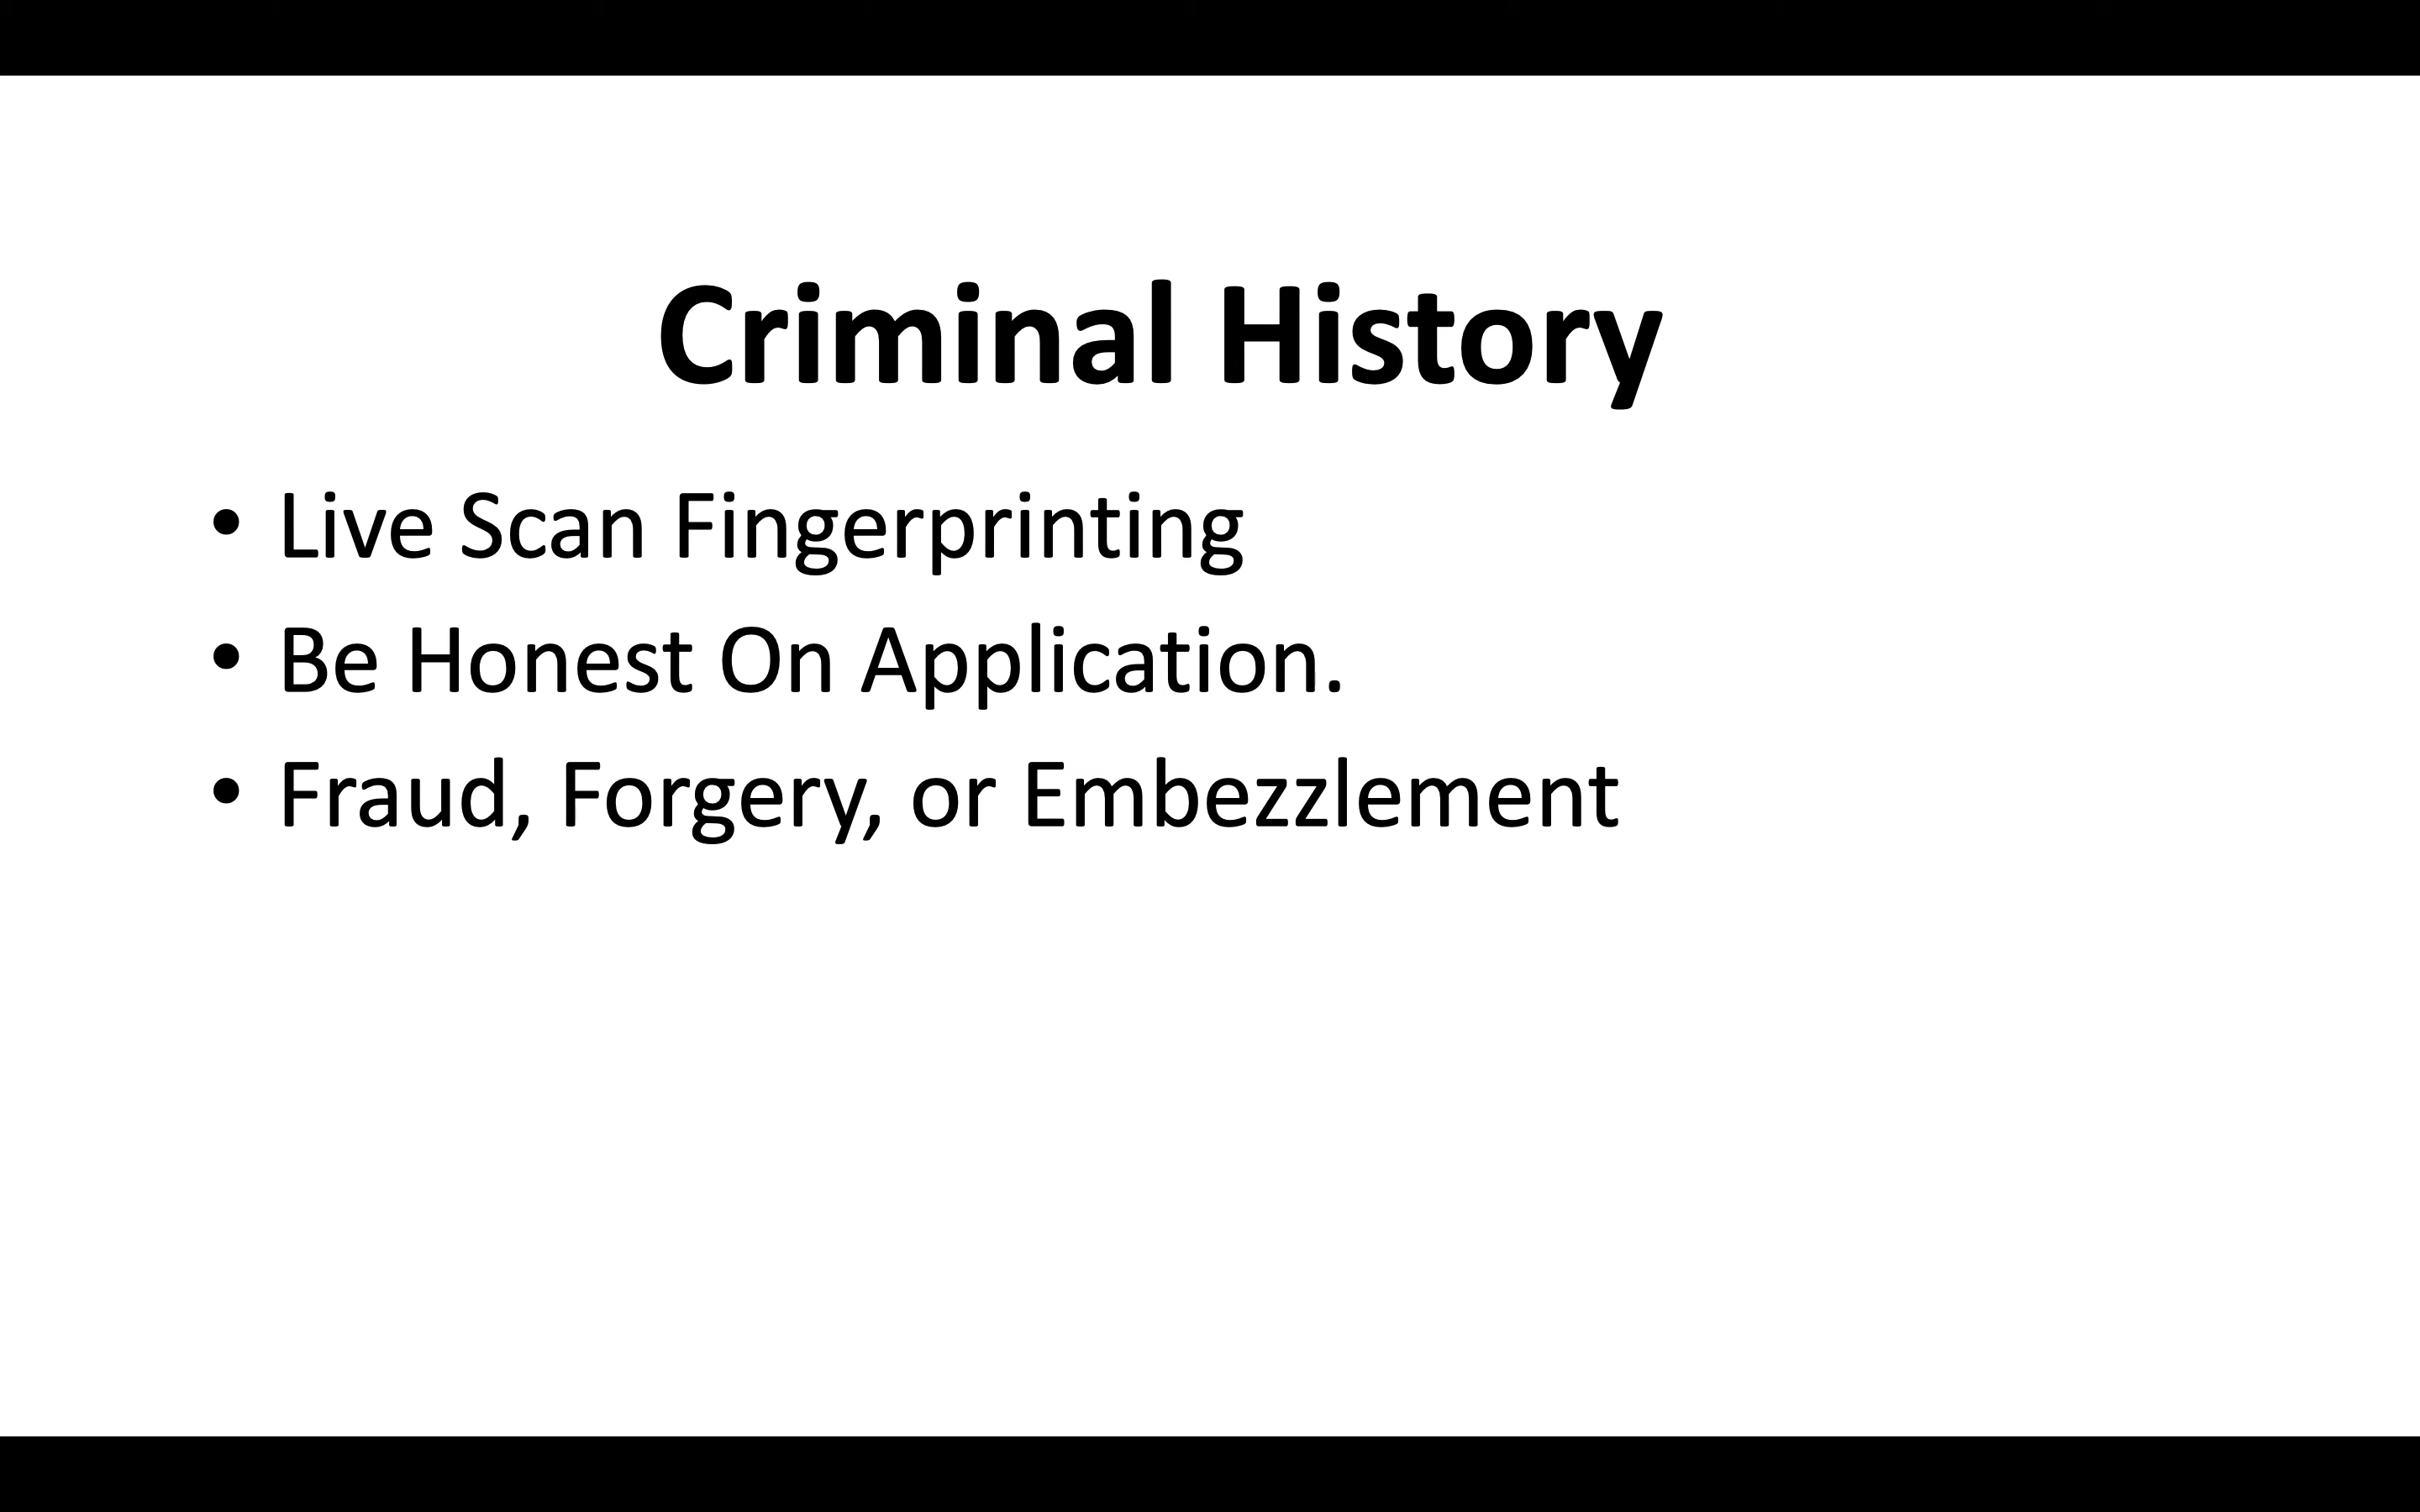 Criminal History
• Live Scan Fingerprinting
• Be Honest On Application.
• Fraud, Forgery, or Embezzlement